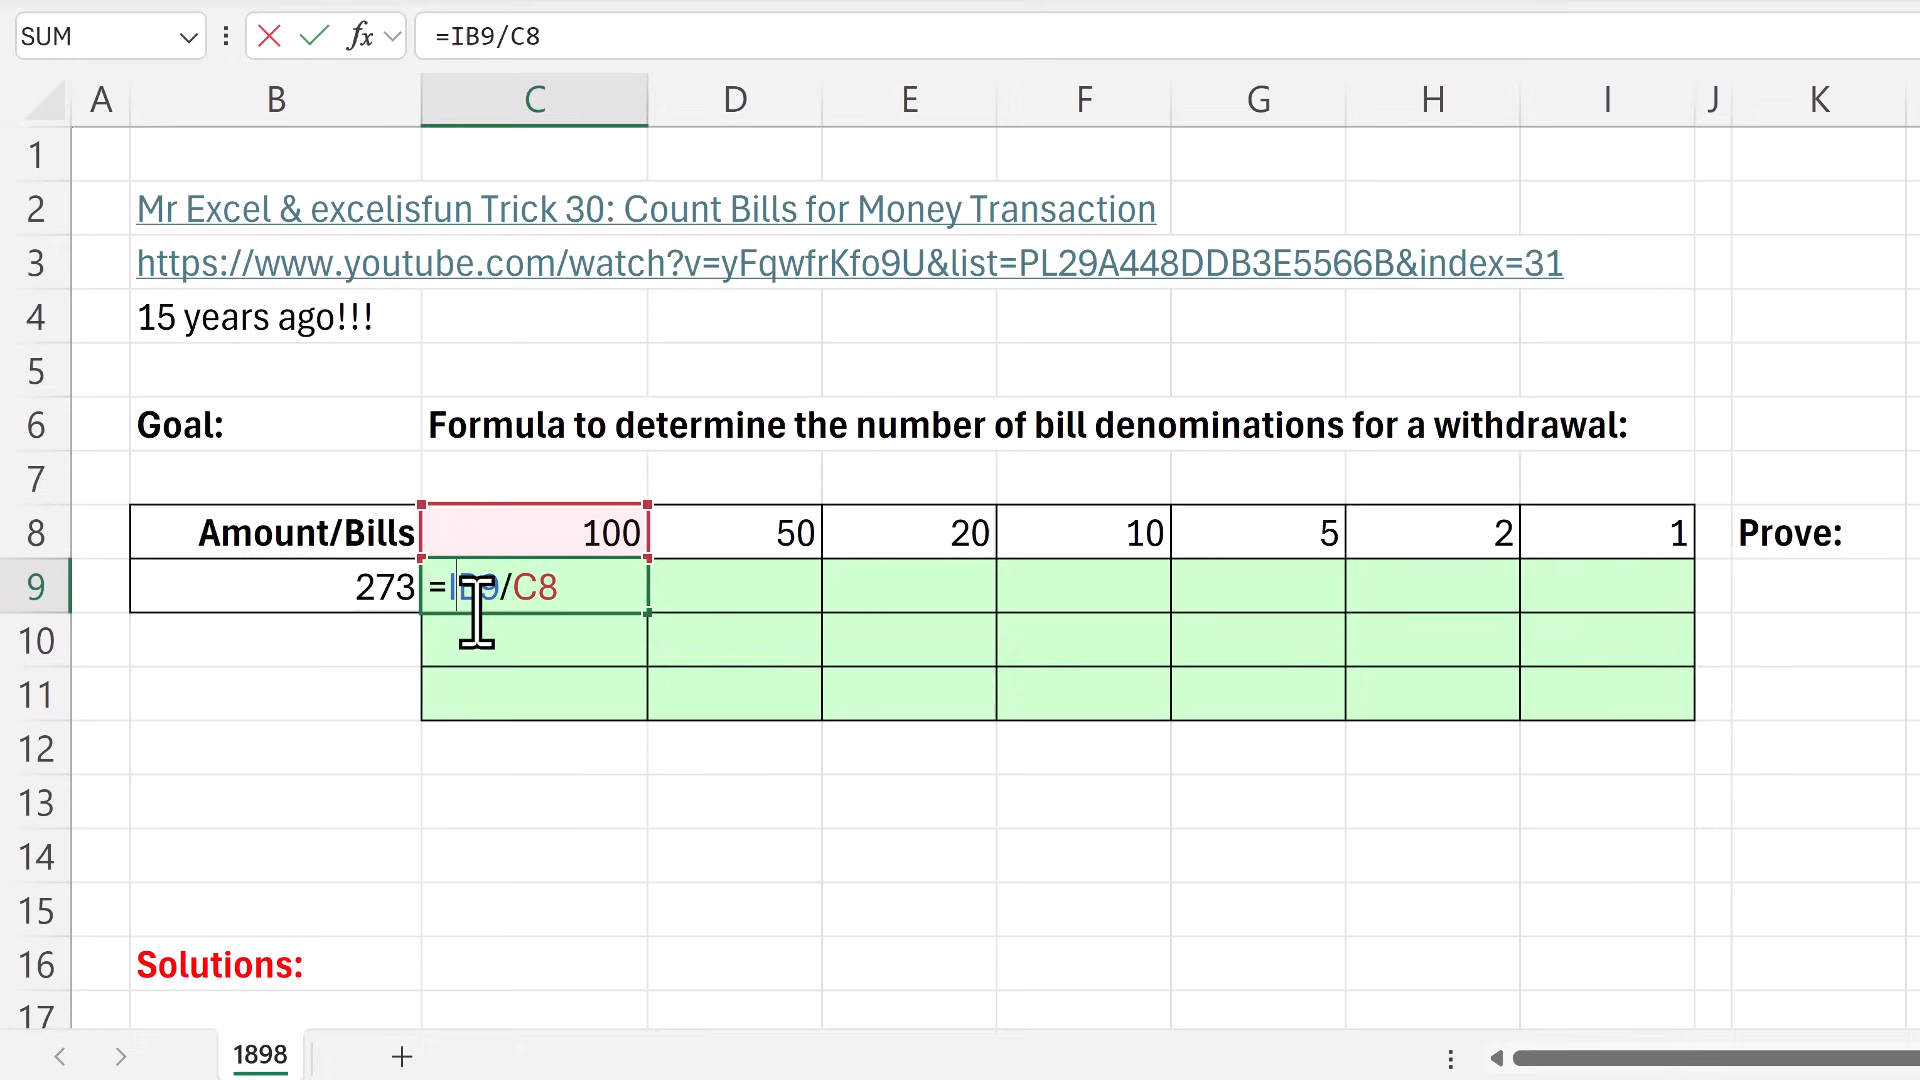 SUM fx =IB9/C8
A B C D E F G H I J K
1
2 Mr Excel & excelisfun Trick 30: Count Bills for Money Transaction
3 https://www.youtube.com/watch?v=yFqwfrKfo9U&list=PL29A448DDB3E5566B&index=31
4 15 years ago!!!
5
6 Goal: Formula to determine the number of bill denominations for a withdrawal:
7
8 Amount/Bills 100 50 20 10 5 2 1 Prove:
9 273 =IB9/C8
10
11
12
13
14
15
16 Solutions:
17
1898